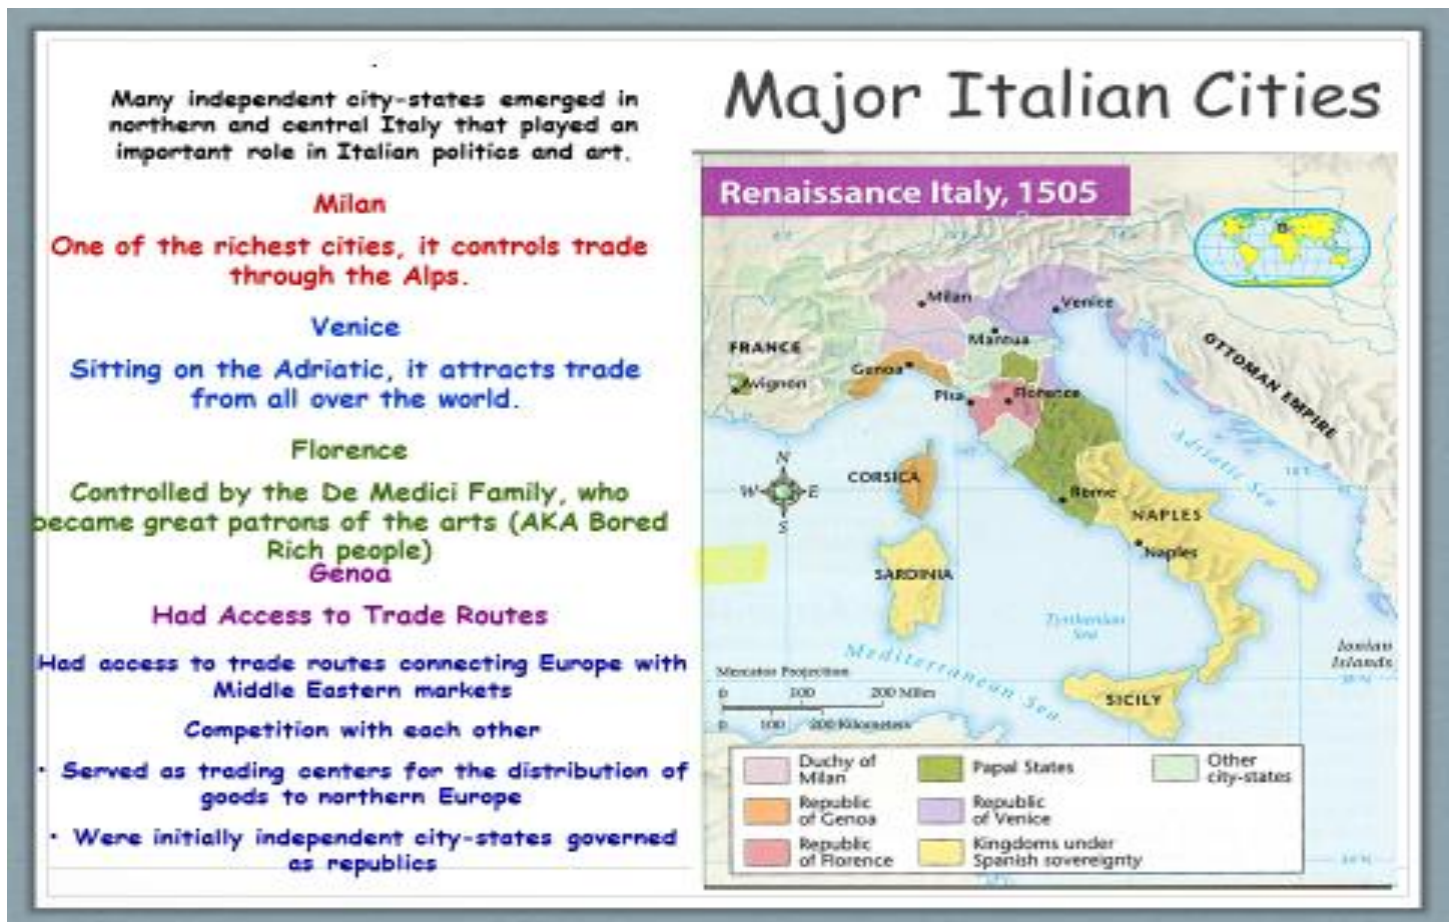 Major Italian Cities
Many independent city-states emerged in
northern and central Italy that played an
important role in Italian politics and art.
Milan
One of the richest cities, it controls trade
through the Alps.
Venice
Sitting on the Adriatic, it attracts trade
from all over the world.
Florence
Controlled by the De Medici Family, who
became great patrons of the arts (AKA Bored
Rich people)
Genoa
Had Access to Trade Routes
Had access to trade routes connecting Europe with
Middle Eastern markets
Competition with each other
• Served as trading centers for the distribution of
goods to northern Europe
• Were initially independent city-states governed
as republics
Renaissance Italy, 1505
Milan
Venice
Mantua
FRANCE
Genoa
Avignon
Pisa
Florence
OTTOMAN EMPIRE
Adriatic Sea
N
W E
S
CORSICA
Rome
NAPLES
Naples
SARDINIA
Tyrrhenian
Sea
Ionian
Islands
Mediterranean Sea
SICILY
Mercator Projection
0 100 200 Miles
0 100 200 Kilometers
Duchy of
Milan
Papal States
Other
city-states
Republic
of Genoa
Republic
of Venice
Republic
of Florence
Kingdoms under
Spanish sovereignty